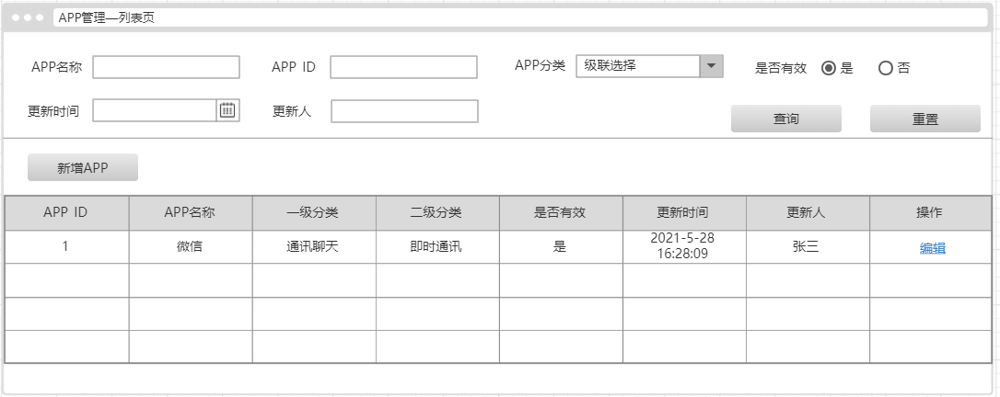 APP管理—列表页
APP名称 APP ID APP分类 级联选择 是否有效 是 否
更新时间 更新人 查询 重置
新增APP
APP ID APP名称 一级分类 二级分类 是否有效 更新时间 更新人 操作
1 微信 通讯聊天 即时通讯 是 2021-5-28 16:28:09 张三 编辑